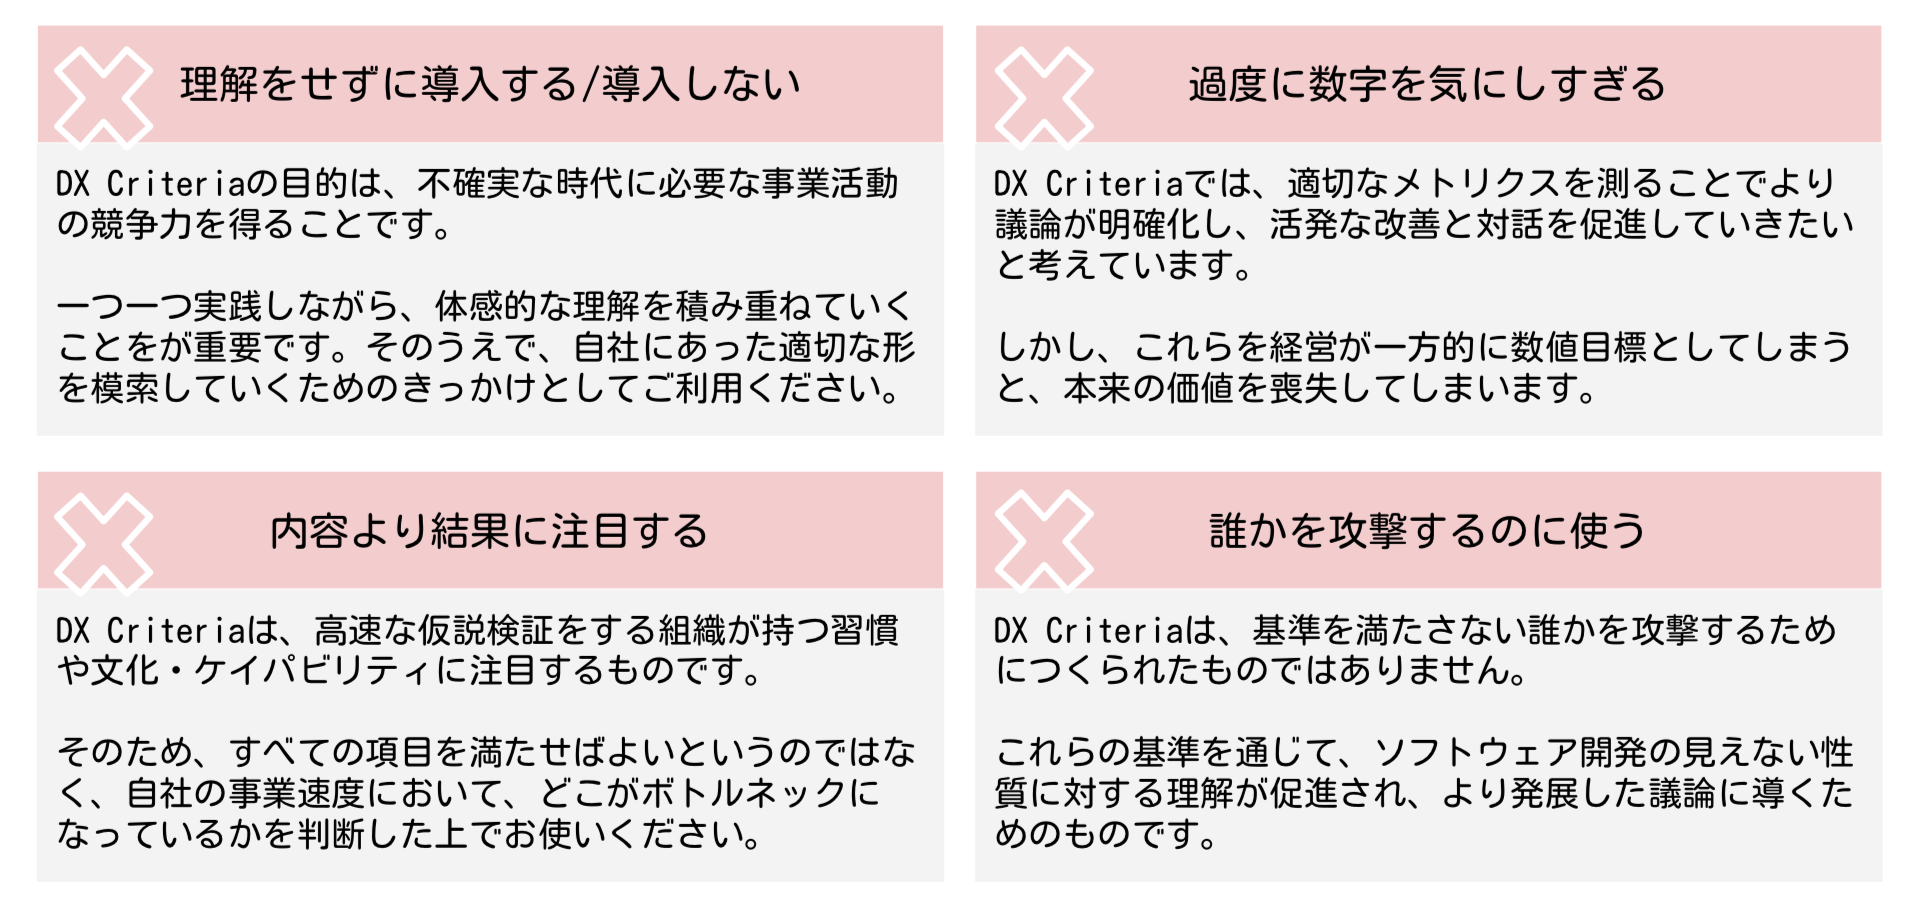 理解をせずに導入する/導入しない
DX Criteriaの目的は、不確実な時代に必要な事業活動
の競争力を得ることです。
一つ一つ実践しながら、体感的な理解を積み重ねていく
ことをが重要です。そのうえで、自社にあった適切な形
を模索していくためのきっかけとしてご利用ください。
過度に数字を気にしすぎる
DX Criteriaでは、適切なメトリクスを測ることでより
議論が明確化し、活発な改善と対話を促進していきたい
と考えています。
しかし、これらを経営が一方的に数値目標としてしまう
と、本来の価値を喪失してしまいます。
内容より結果に注目する
DX Criteriaは、高速な仮説検証をする組織が持つ習慣
や文化・ケイパビリティに注目するものです。
そのため、すべての項目を満たせばよいというのではな
く、自社の事業速度において、どこがボトルネックに
なっているかを判断した上でお使いください。
誰かを攻撃するのに使う
DX Criteriaは、基準を満たさない誰かを攻撃するため
につくられたものではありません。
これらの基準を通じて、ソフトウェア開発の見えない性
質に対する理解が促進され、より発展した議論に導くた
めのものです。